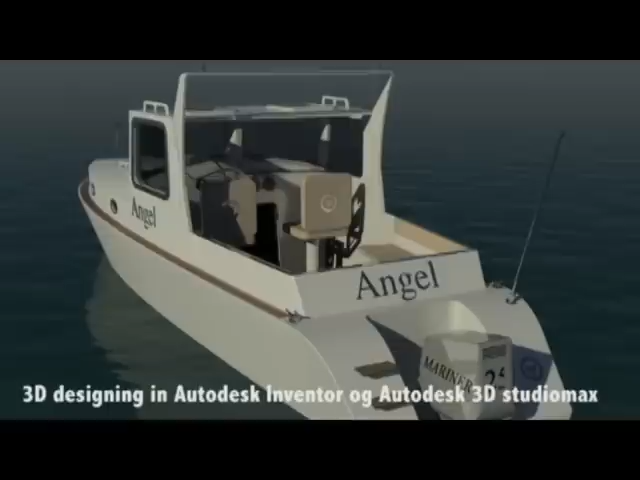 Angel
Angel
MARINER
3D designing in Autodesk Inventor og Autodesk 3D studiomax